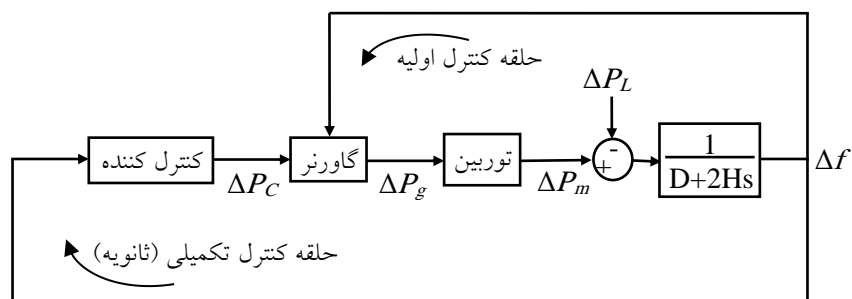 حلقه کنترل اولیه
ΔP_L
کنترل کننده
گاورنر
توربین
-
+
1
D+2Hs
Δf
ΔP_C
ΔP_g
ΔP_m
حلقه کنترل تکمیلی (ثانویه)